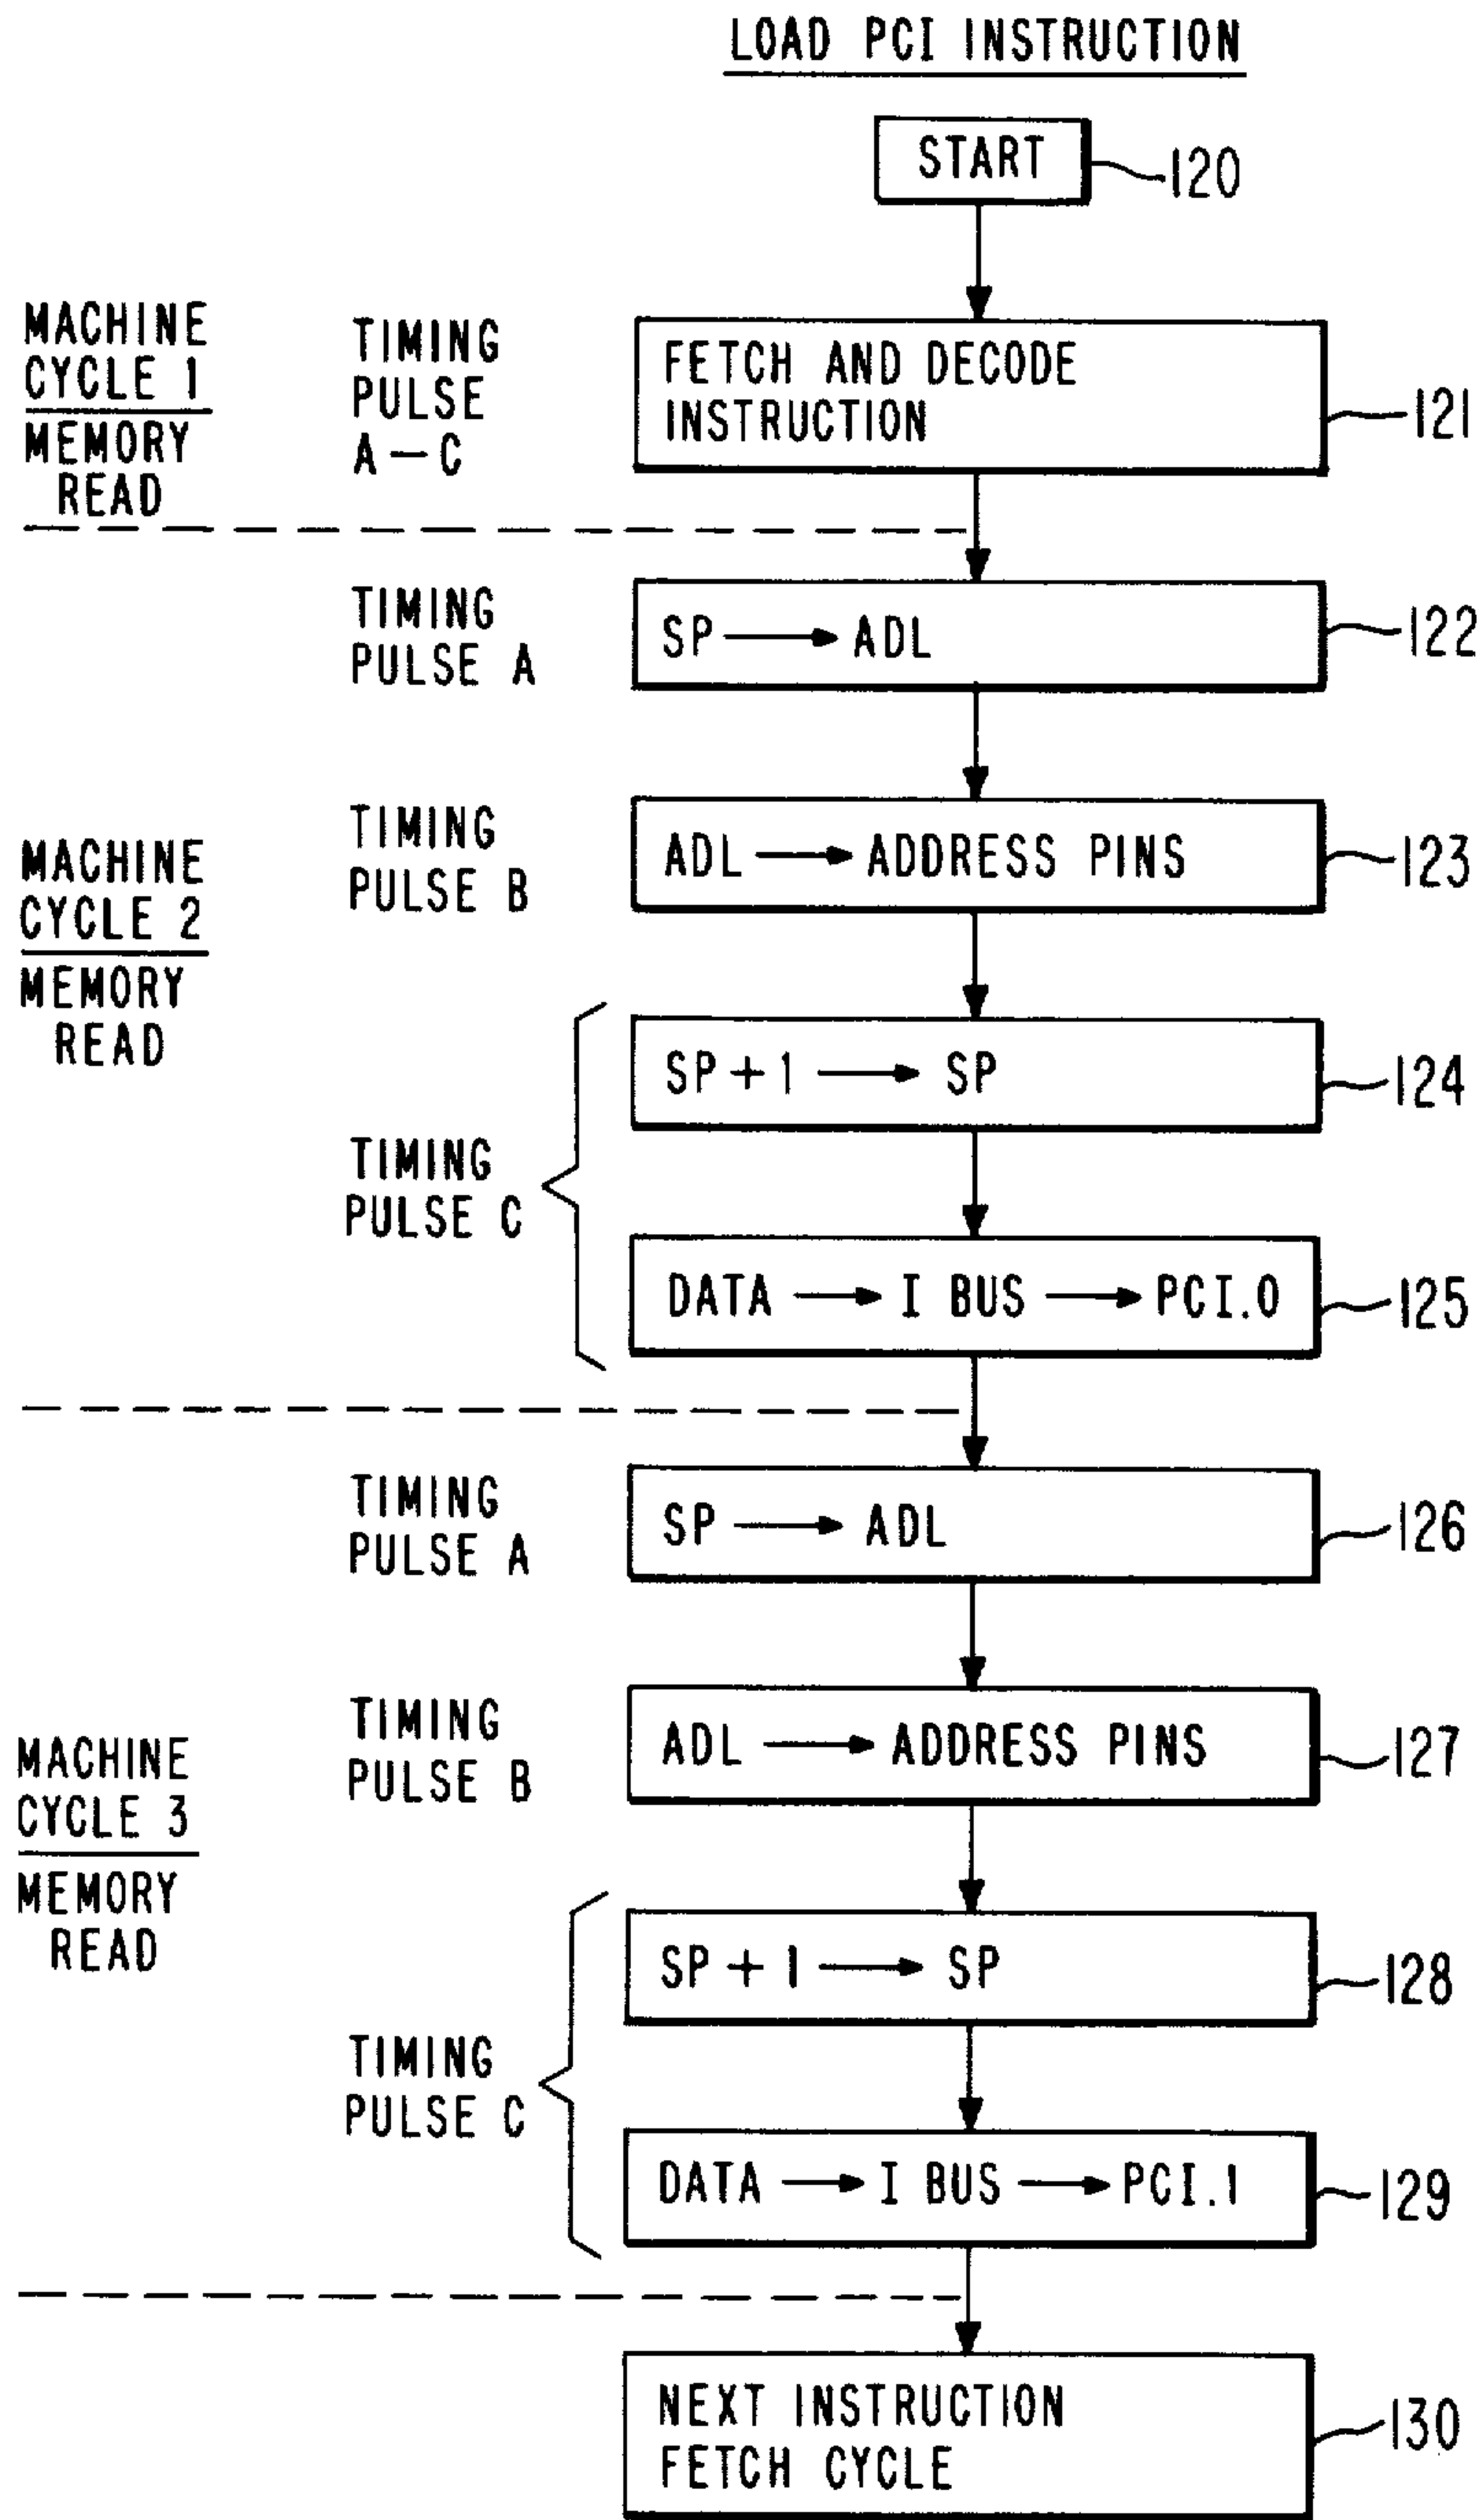 LOAD PCI INSTRUCTION
START
120
MACHINE
CYCLE 1
MEMORY
READ
TIMING
PULSE
A—C
FETCH AND DECODE
INSTRUCTION
121
TIMING
PULSE A
SP → ADL
122
MACHINE
CYCLE 2
MEMORY
READ
TIMING
PULSE B
ADL → ADDRESS PINS
123
SP+1 → SP
124
TIMING
PULSE C
DATA → I BUS → PCI.0
125
TIMING
PULSE A
SP → ADL
126
MACHINE
CYCLE 3
MEMORY
READ
TIMING
PULSE B
ADL → ADDRESS PINS
127
SP+1 → SP
128
TIMING
PULSE C
DATA → I BUS → PCI.1
129
NEXT INSTRUCTION
FETCH CYCLE
130